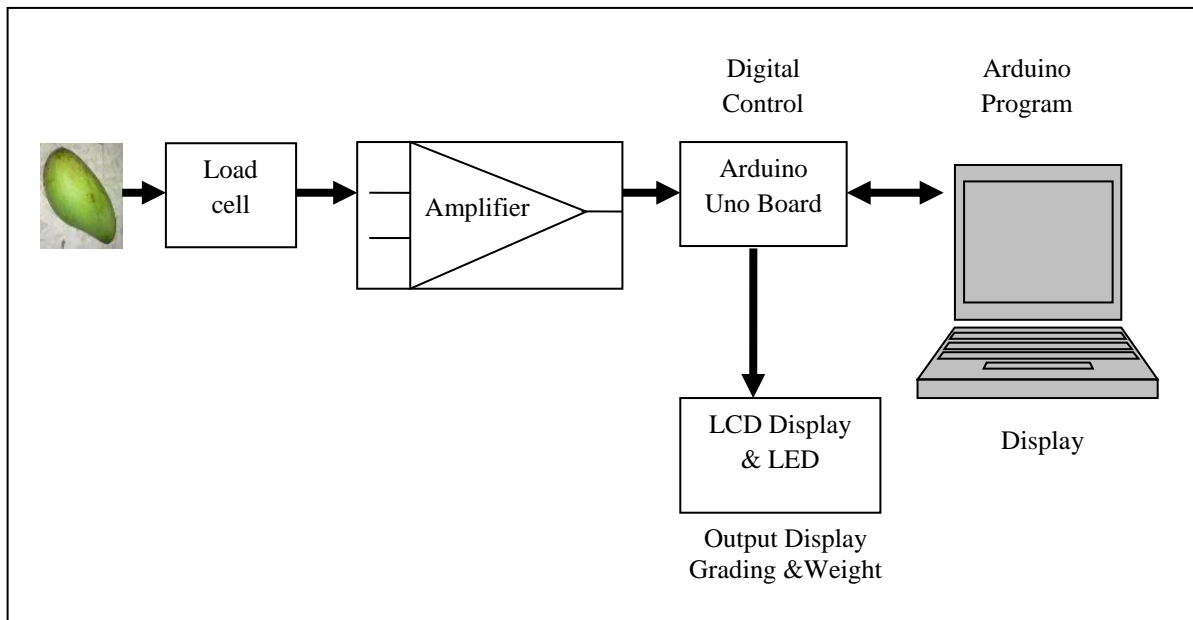 Digital
Control
Arduino
Program
Load
cell
Amplifier
Arduino
Uno Board
LCD Display
& LED
Display
Output Display
Grading &Weight